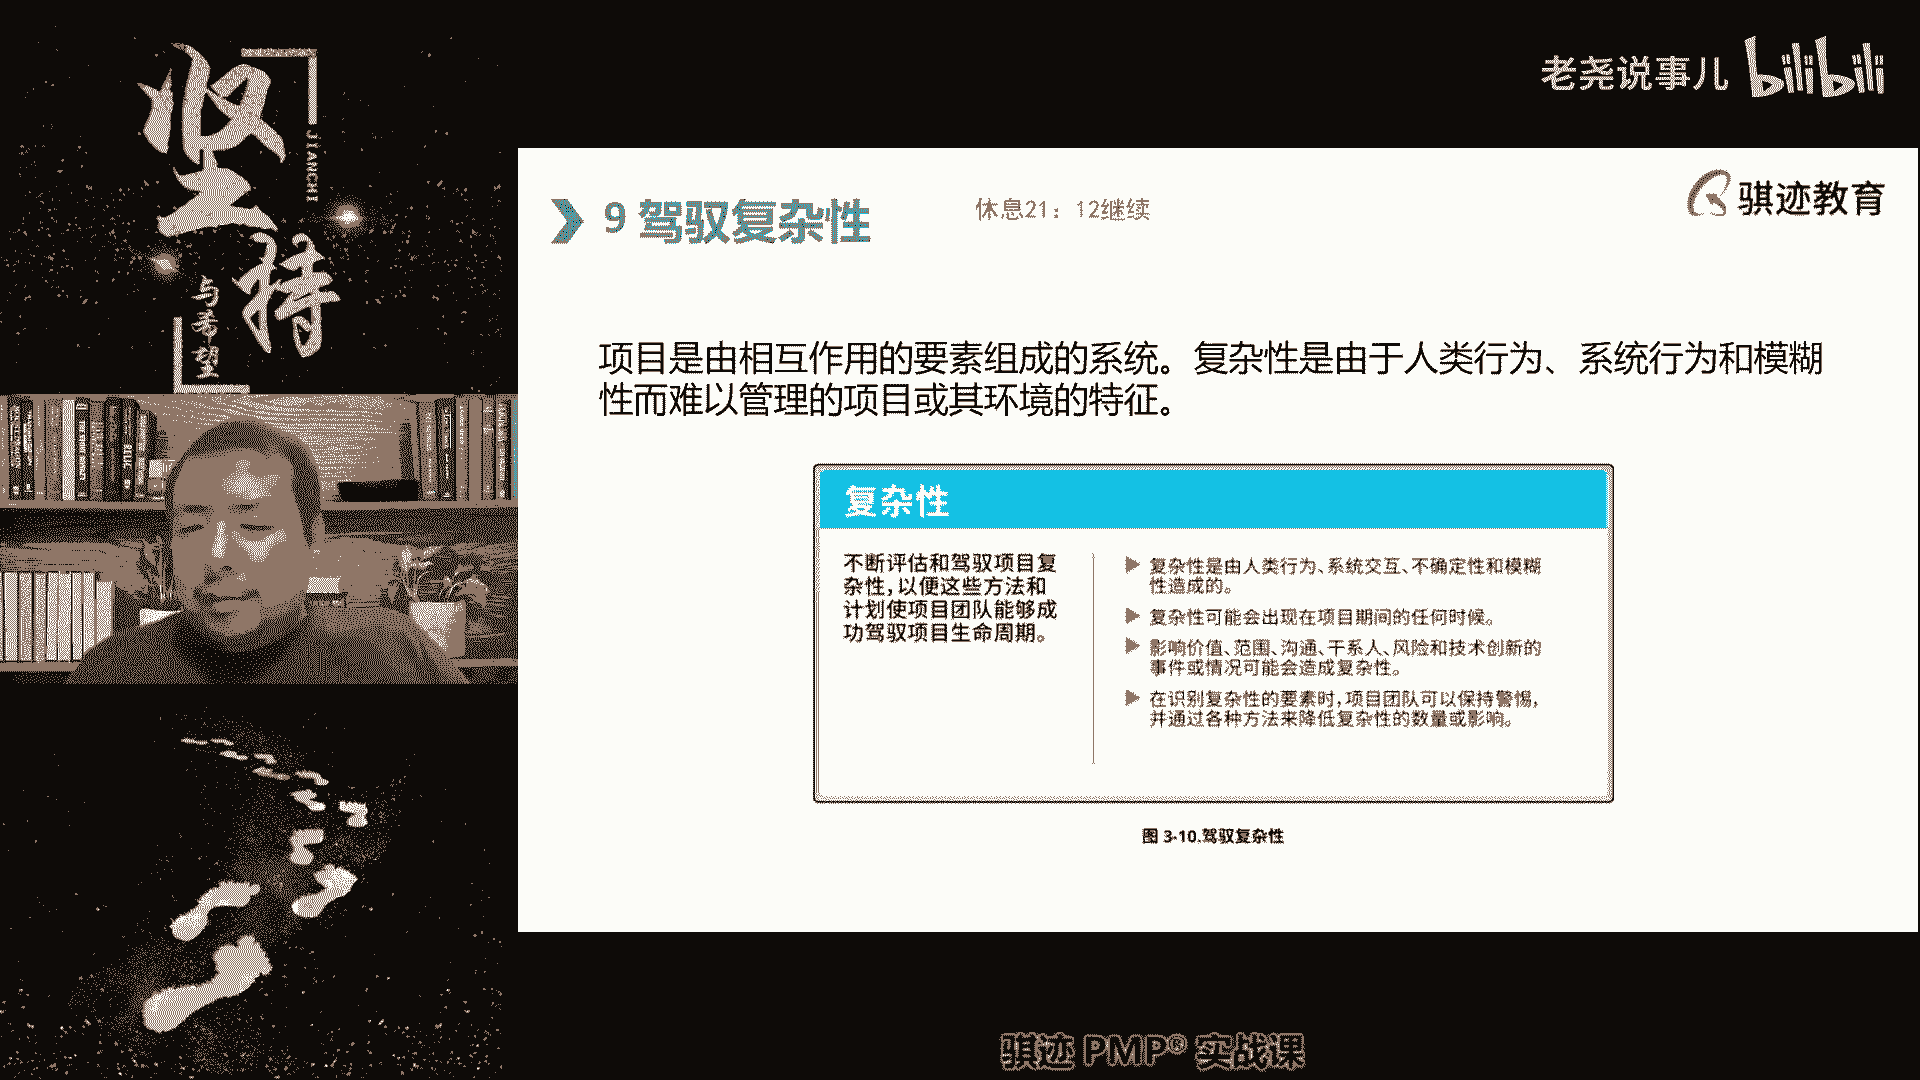 坚持
JIANCHI
与希望
老尧说事儿 bilibili
骐迹教育
9 驾驭复杂性
休息21：12继续
项目是由相互作用的要素组成的系统。复杂性是由于人类行为、系统行为和模糊
性而难以管理的项目或其环境的特征。
复杂性
不断评估和驾驭项目复
杂性，以便这些方法和
计划使项目团队能够成
功驾驭项目生命周期。
▶ 复杂性是由人类行为、系统交互、不确定性和模糊
性造成的。
▶ 复杂性可能会出现在项目期间的任何时候。
▶ 影响价值、范围、沟通、干系人、风险和技术创新的
事件或情况可能会造成复杂性。
▶ 在识别复杂性的要素时，项目团队可以保持警惕，
并通过各种方法来降低复杂性的数量或影响。
图 3-10.驾驭复杂性
骐迹 PMP® 实战课